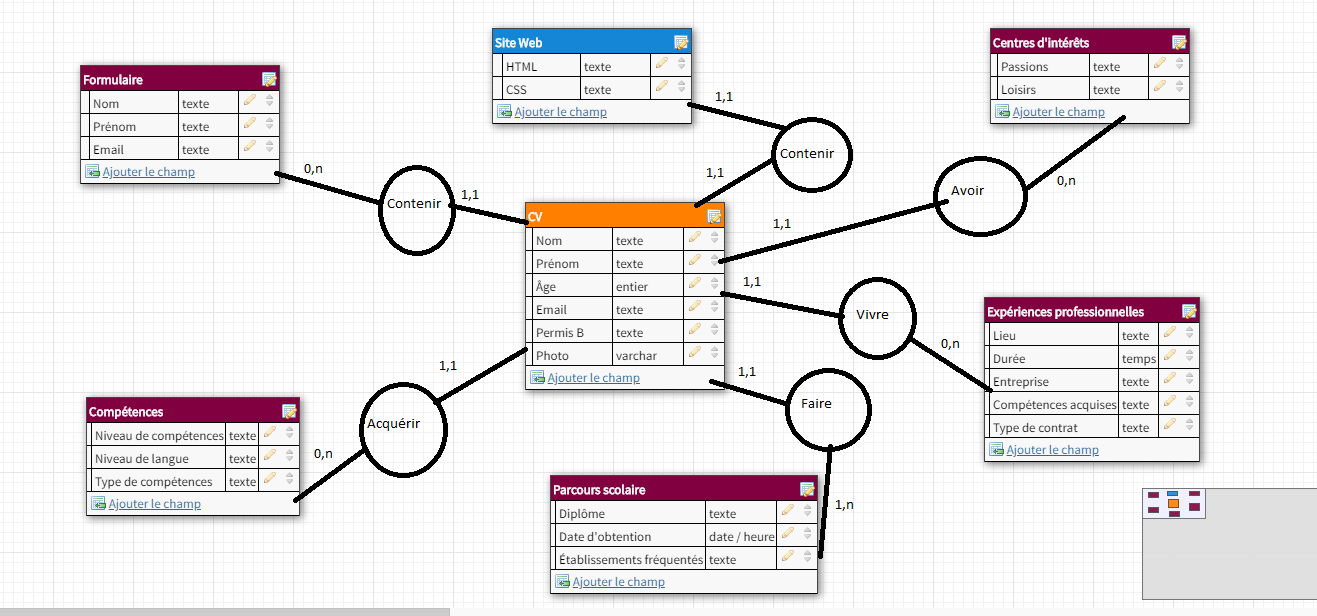 Site Web
HTML texte
CSS texte
Ajouter le champ
Centres d'intérêts
Passions texte
Loisirs texte
Ajouter le champ
Formulaire
Nom texte
Prénom texte
Email texte
Ajouter le champ
1,1
Contenir
1,1
0,n
Contenir
1,1
Avoir
0,n
1,1
CV
Nom texte
Prénom texte
Âge entier
Email texte
Permis B texte
Photo varchar
Ajouter le champ
1,1
Vivre
0,n
Expériences professionnelles
Lieu texte
Durée temps
Entreprise texte
Compétences acquises texte
Type de contrat texte
Ajouter le champ
1,1
Acquérir
0,n
Compétences
Niveau de compétences texte
Niveau de langue texte
Type de compétences texte
Ajouter le champ
1,1
Faire
1,n
Parcours scolaire
Diplôme texte
Date d'obtention date / heure
Établissements fréquentés texte
Ajouter le champ